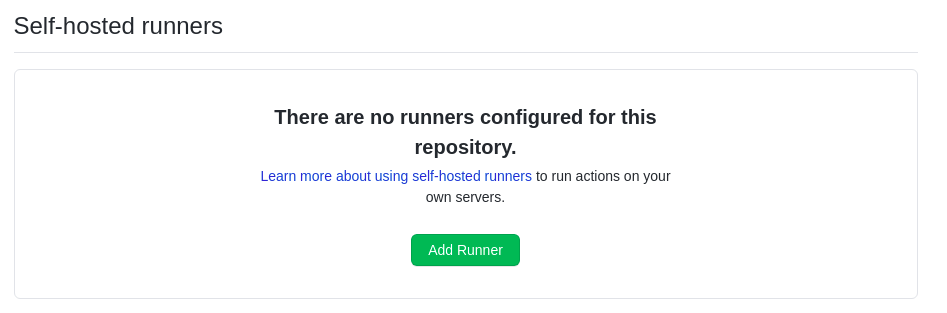 Self-hosted runners
There are no runners configured for this
repository.
Learn more about using self-hosted runners to run actions on your
own servers.
Add Runner